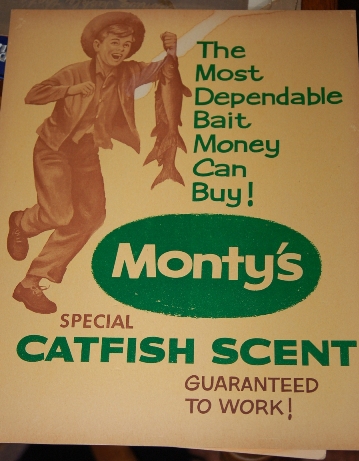 The
Most
Dependable
Bait
Money
Can
Buy!
Monty's
SPECIAL
CATFISH SCENT
GUARANTEED
TO WORK!